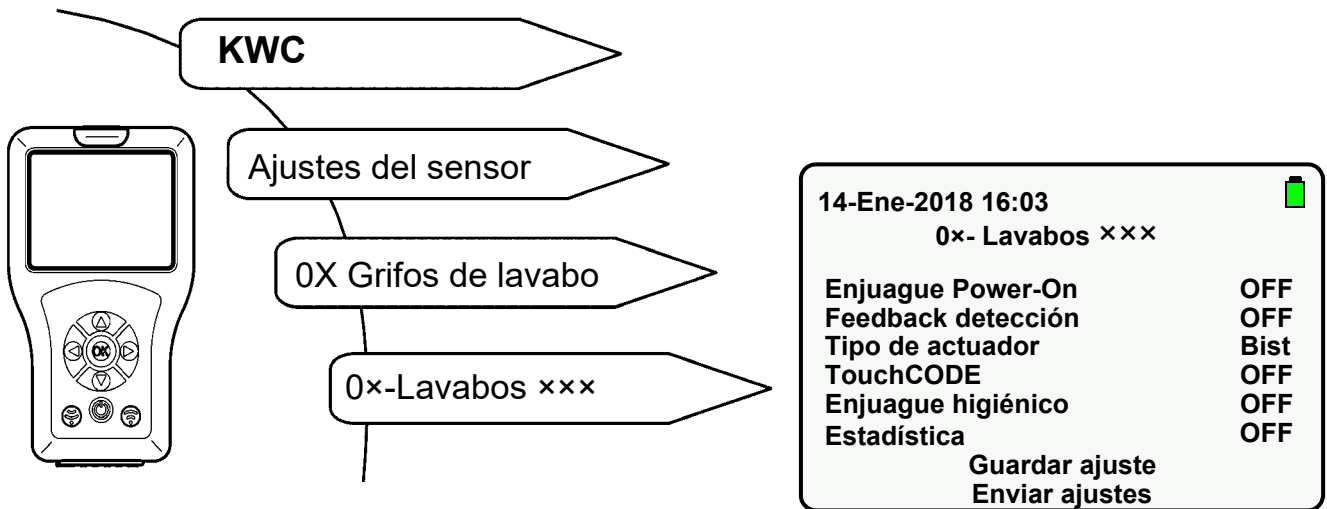 KWC
Ajustes del sensor
0X Grifos de lavabo
0×-Lavabos ×××
OK
14-Ene-2018 16:03
0×- Lavabos ×××
Enjuague Power-On OFF
Feedback detección OFF
Tipo de actuador Bist
TouchCODE OFF
Enjuague higiénico OFF
Estadística OFF
Guardar ajuste
Enviar ajustes